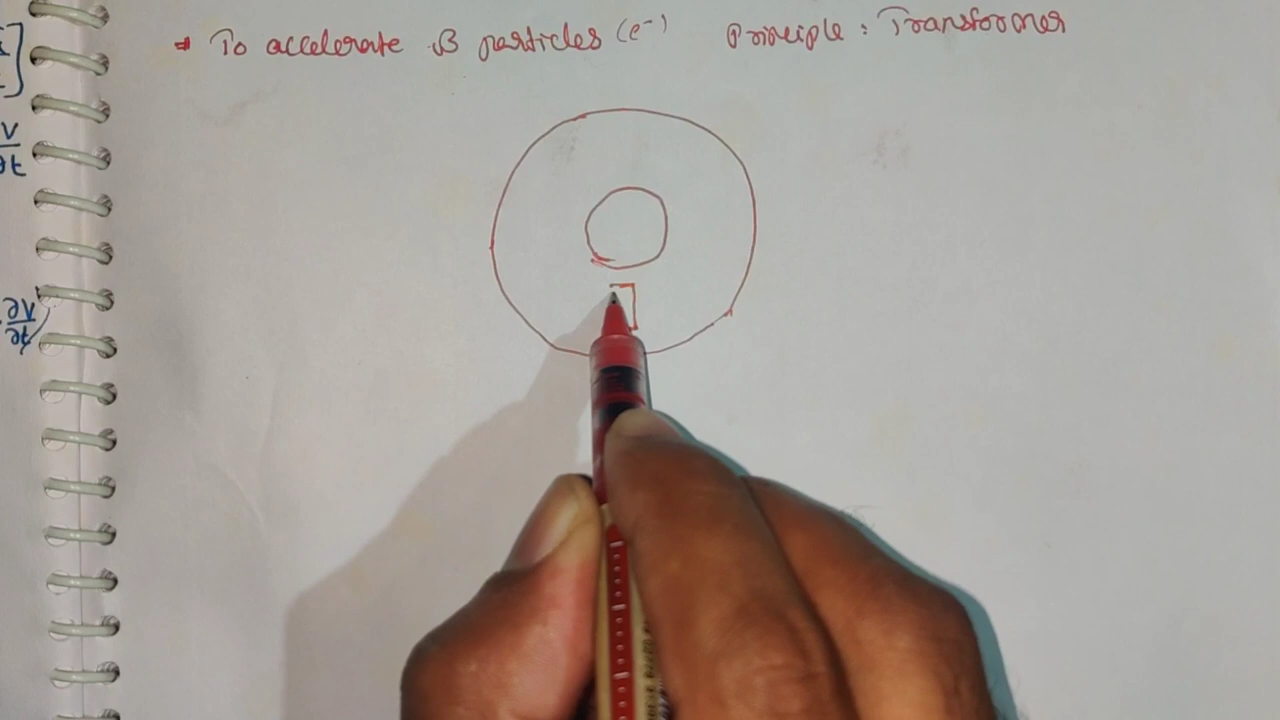 → To accelerate β particles (e⁻) Principle : Transformer